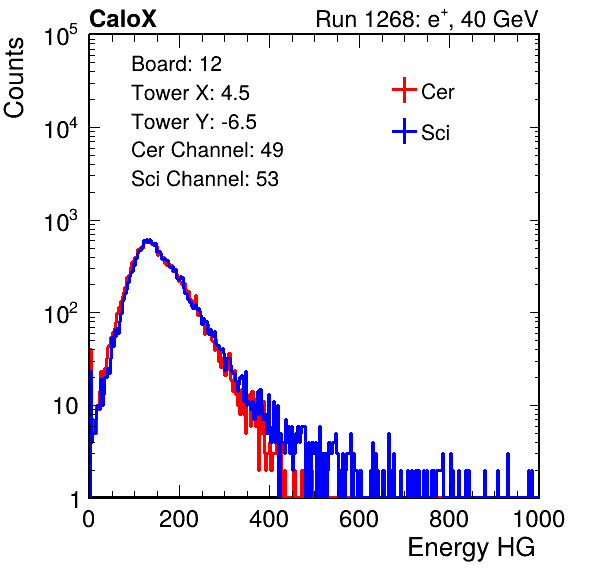 CaloX Run 1268: e⁺, 40 GeV
Counts
Board: 12
Tower X: 4.5
Tower Y: -6.5
Cer Channel: 49
Sci Channel: 53
Cer
Sci
10⁵
10⁴
10³
10²
10
1
0 200 400 600 800 1000
Energy HG